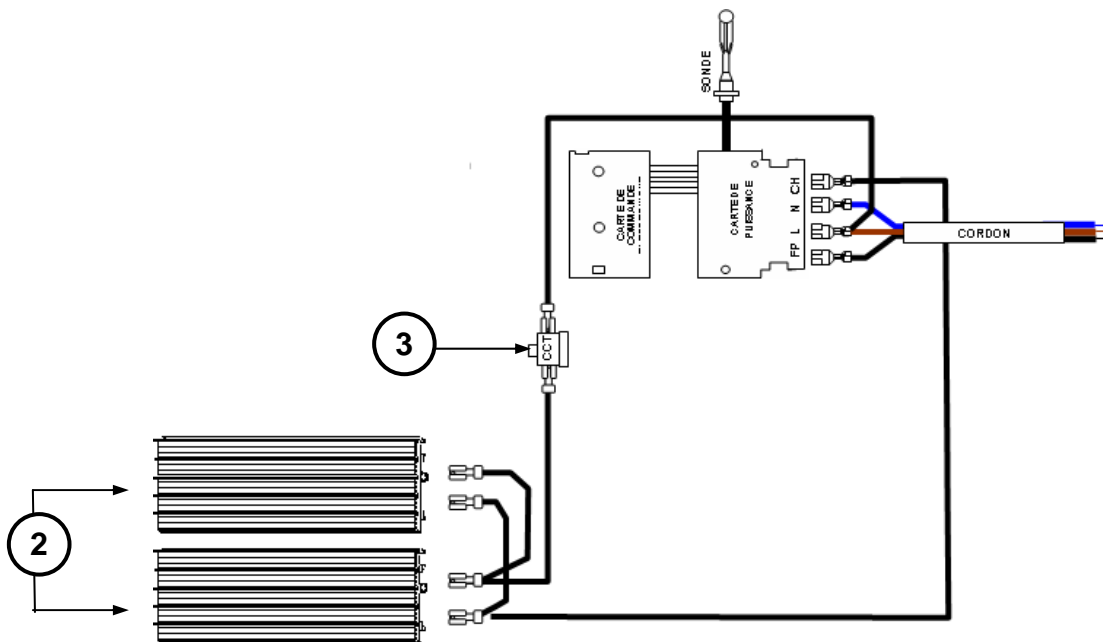 SONDE
CARTE DE
COMMANDE
CARTE DE
PUISSANCE
CH
N
L
FP
CORDON
3
CCT
2